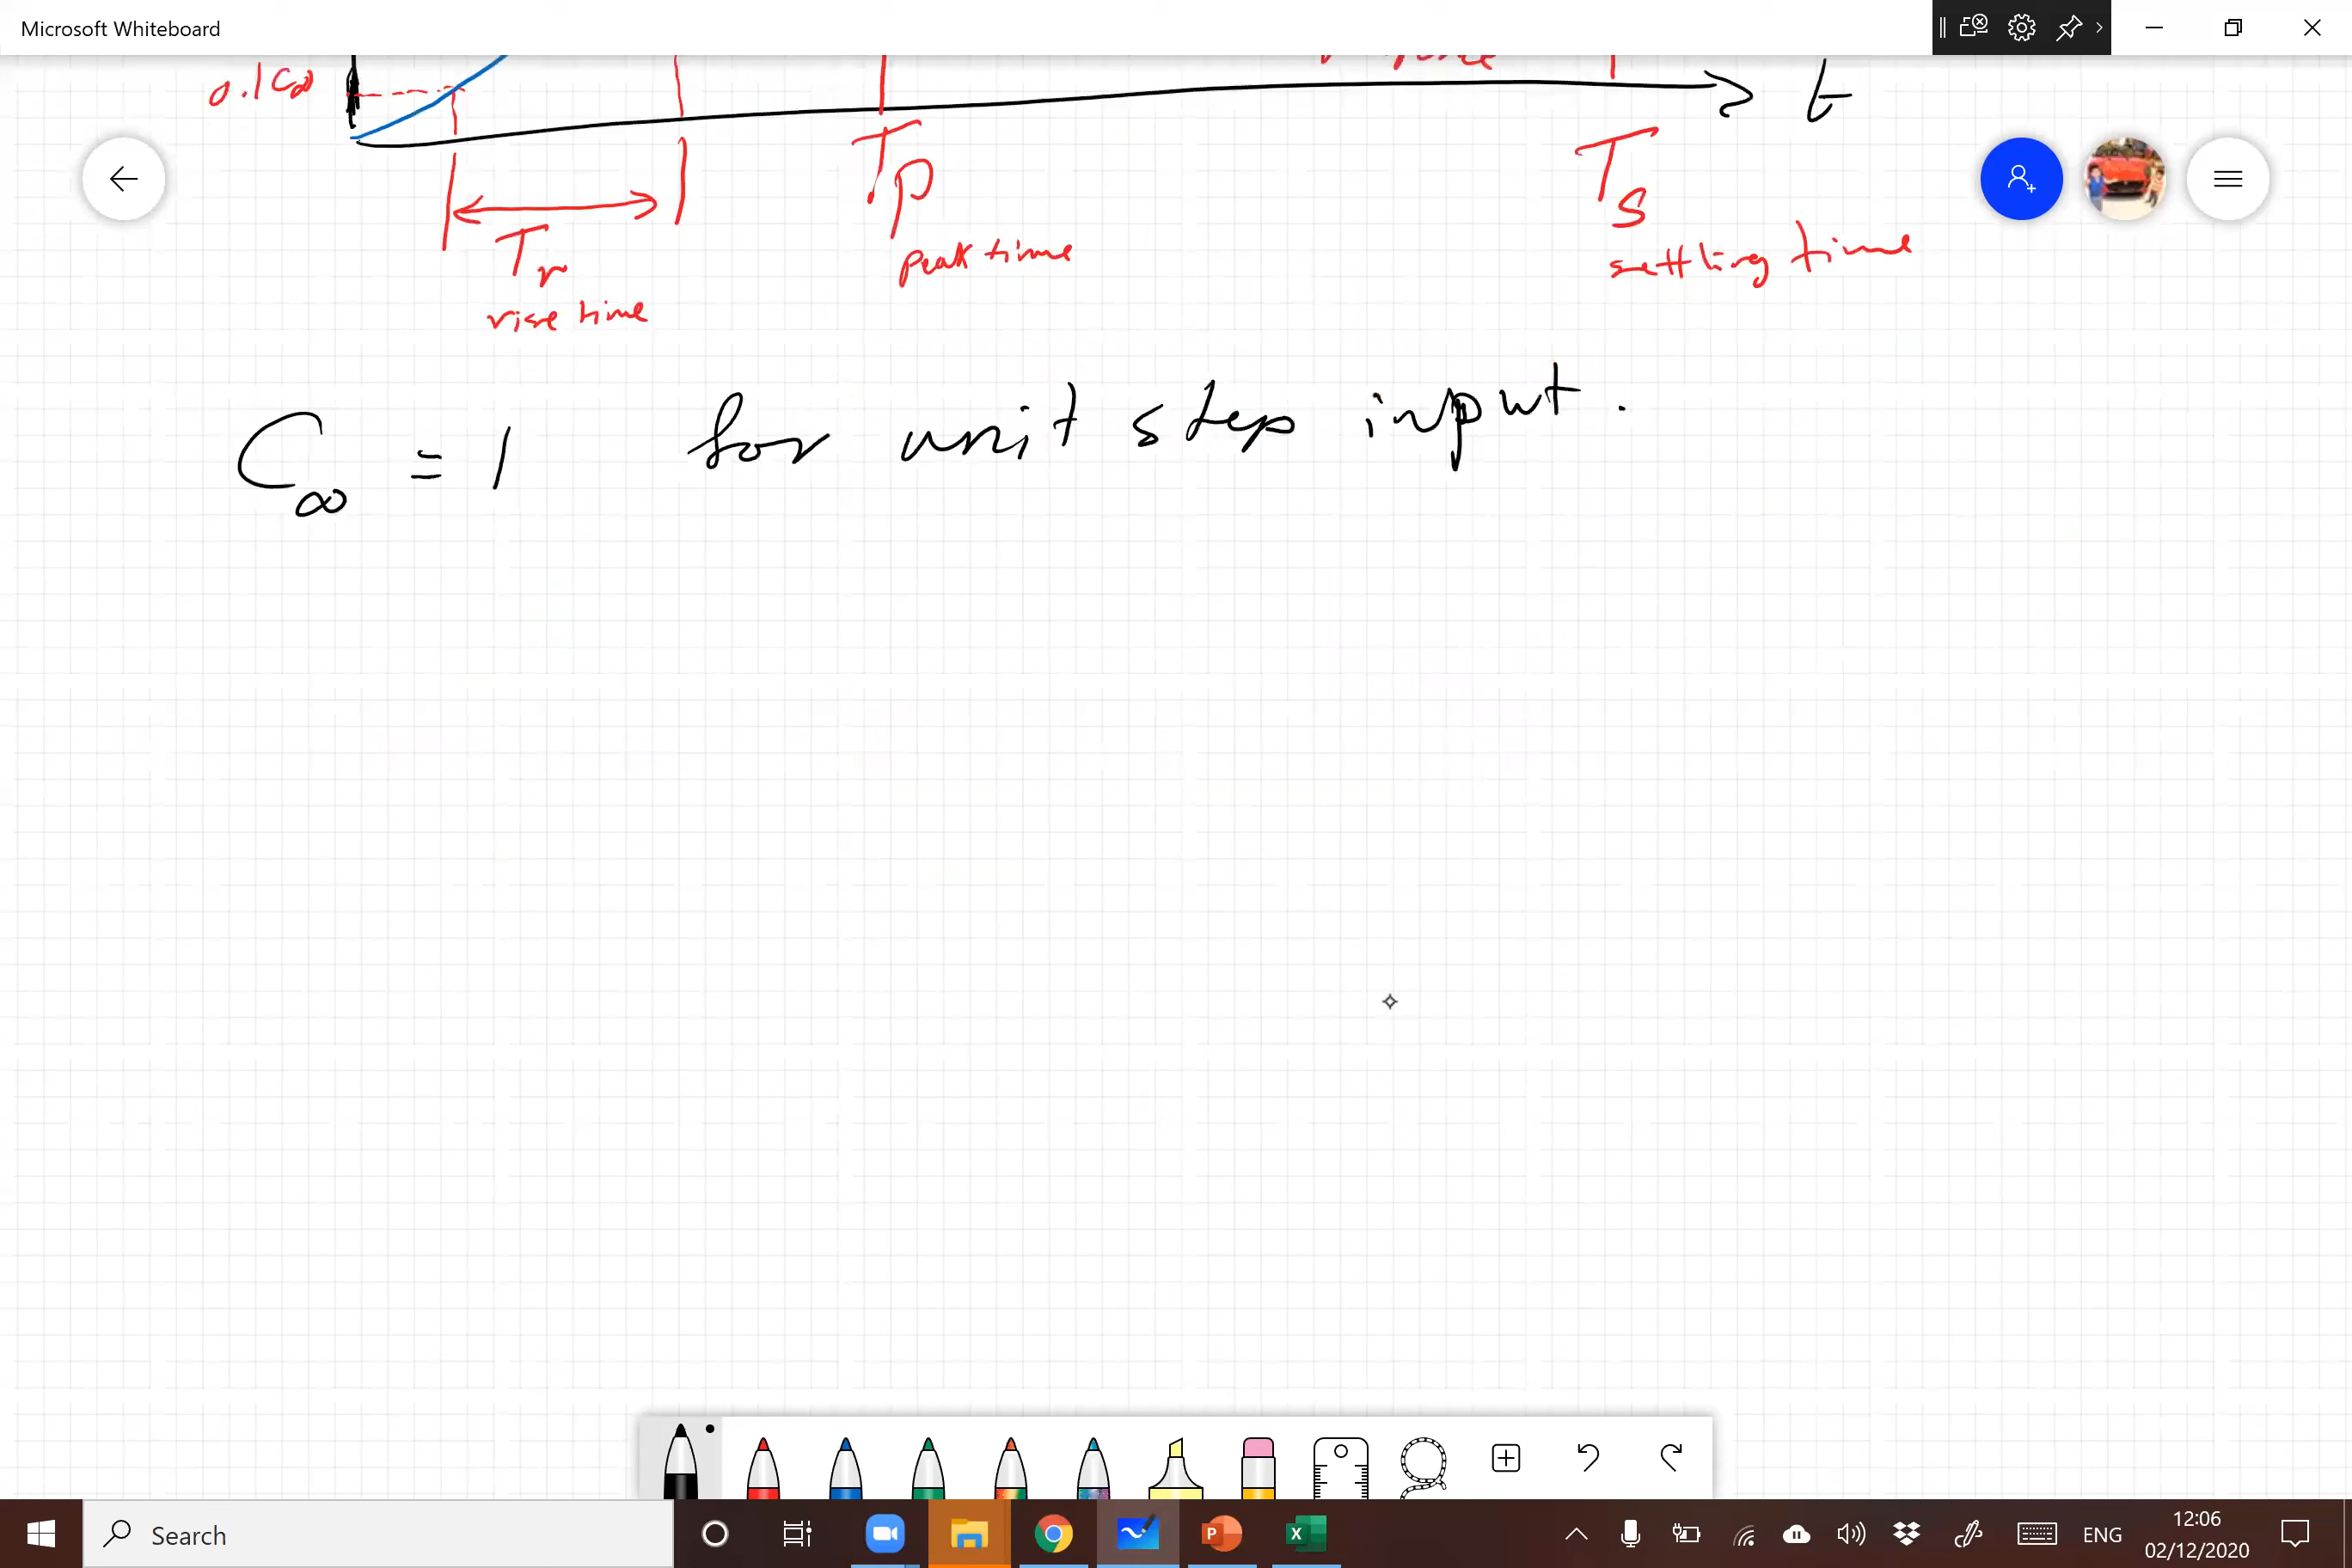 Microsoft Whiteboard
0.1C∞
t
Tr
rise time
Tp
peak time
Ts
settling time
C∞ = 1 for unit step input.
Search
ENG
12:06
02/12/2020